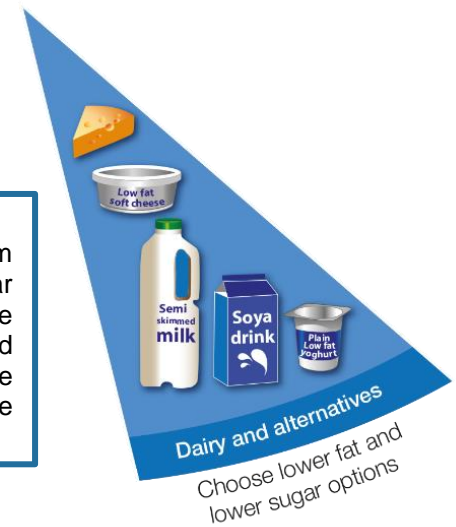 Low fat
soft cheese
Semi
skimmed
milk
Soya
drink
Plain
Low fat
yoghurt
Dairy and alternatives
Choose lower fat and
lower sugar options